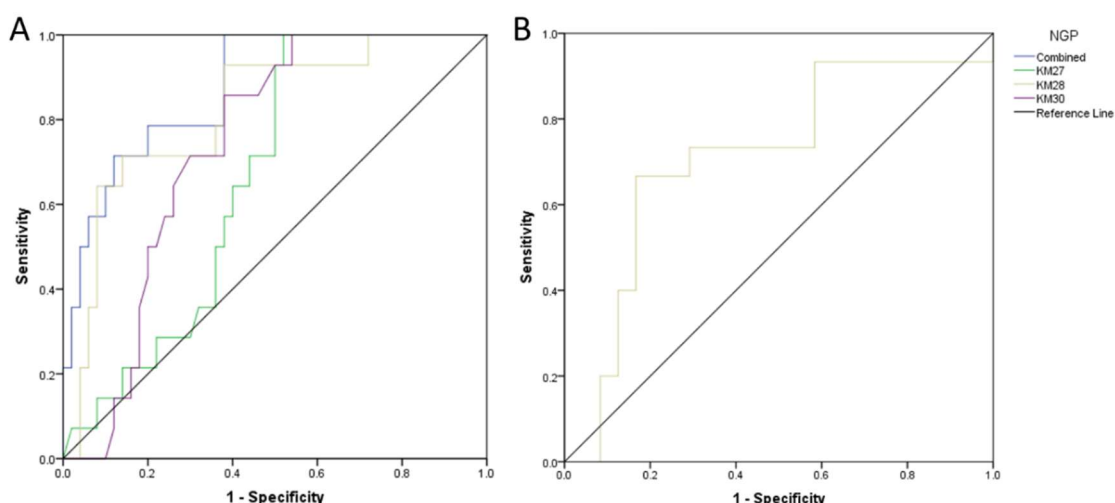 A
1.0
0.8
0.6
0.4
0.2
0.0
Sensitivity
0.0 0.2 0.4 0.6 0.8 1.0
1 - Specificity
B
1.0
0.8
0.6
0.4
0.2
0.0
Sensitivity
0.0 0.2 0.4 0.6 0.8 1.0
1 - Specificity
NGP
Combined
KM27
KM28
KM30
Reference Line